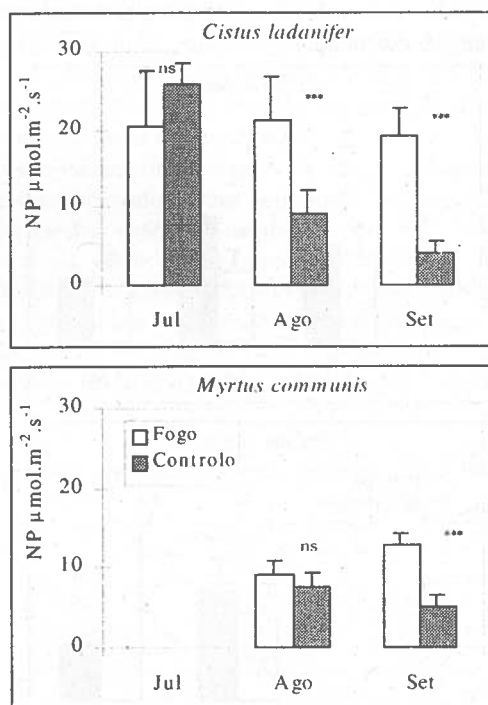 Cistus ladanifer
NP µmol.m-2.s-1
30
20
10
0
ns
***
***
Jul
Ago
Set
Myrtus communis
NP µmol.m-2.s-1
30
20
10
0
Fogo
Controlo
ns
***
Jul
Ago
Set